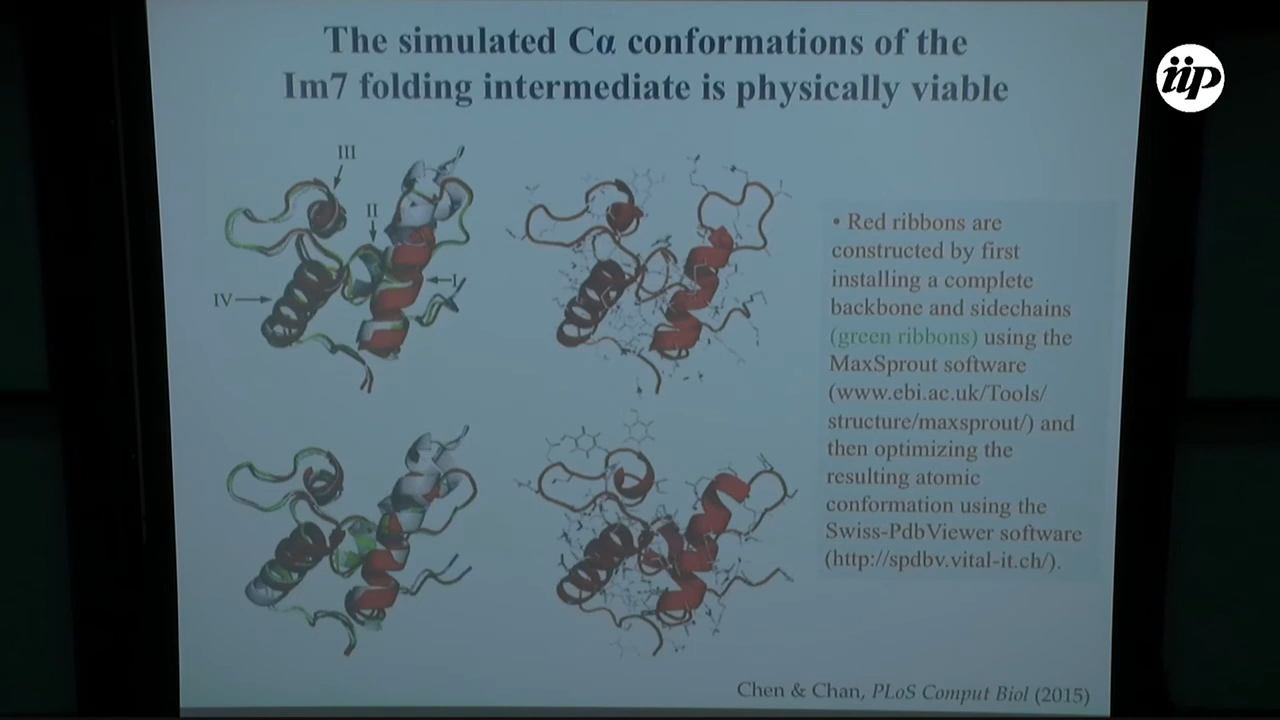 The simulated Cα conformations of the
Im7 folding intermediate is physically viable
iip
III
II
I
IV
• Red ribbons are
constructed by first
installing a complete
backbone and sidechains
(green ribbons) using the
MaxSprout software
(www.ebi.ac.uk/Tools/
structure/maxsprout/) and
then optimizing the
resulting atomic
conformation using the
Swiss-PdbViewer software
(http://spdbv.vital-it.ch/).
Chen & Chan, PLoS Comput Biol (2015)